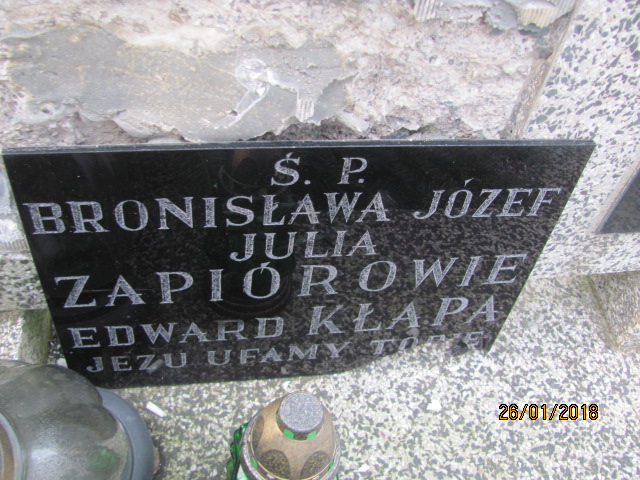 Ś. P.
BRONISŁAWA JÓZEF
JULIA
ZAPIÓROWIE
EDWARD KŁAPA
JEZU UFAMY TOBIE
26/01/2018